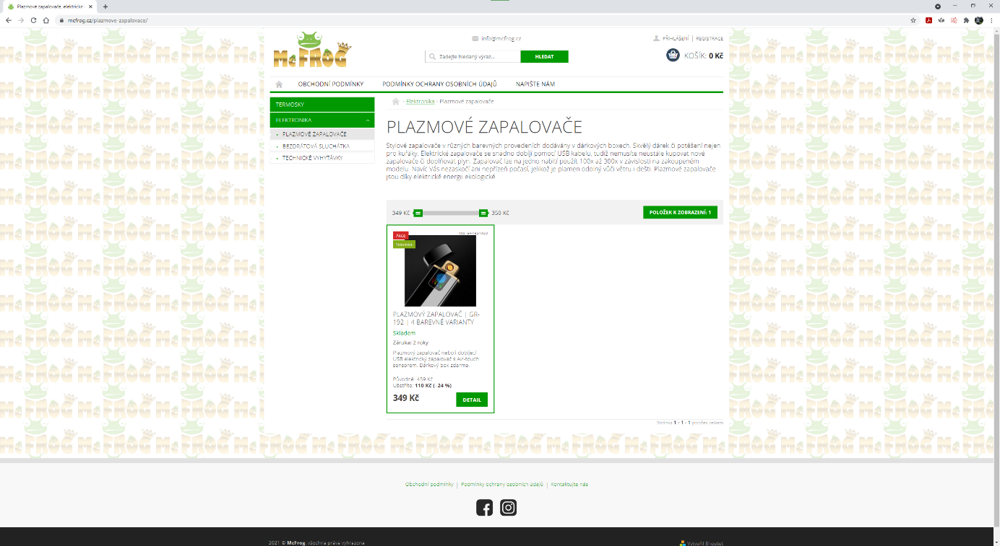 Plazmové zapalovače, elektrické
mcfrog.cz/plazmove-zapalovace/
McFROG
info@mcfrog.cz
PŘIHLÁŠENÍ | REGISTRACE
Zadejte hledaný výraz...
HLEDAT
KOŠÍK: 0 Kč
OBCHODNÍ PODMÍNKY
PODMÍNKY OCHRANY OSOBNÍCH ÚDAJŮ
NAPIŠTE NÁM
TERMOSKY
ELEKTRONIKA
PLAZMOVÉ ZAPALOVAČE
BEZDRÁTOVÁ SLUCHÁTKA
TECHNICKÉ VYHYTÁVKY
Elektronika › Plazmové zapalovače
PLAZMOVÉ ZAPALOVAČE
Stylové zapalovače v různých barevných provedeních dodávány v dárkových boxech. Skvělý dárek či potěšení nejen
pro kuřáky. Elektrické zapalovače se snadno dobíjí pomocí USB kabelu, tudíž nemusíte neustále kupovat nové
zapalovače či doplňovat plyn. Zapalovač lze na jedno nabití použít 100x až 300x v závislosti na zakoupeném
modelu. Navíc Vás nezaskočí ani nepřízeň počasí, jelikož je plamen odolný vůči větru i dešti. Plazmové zapalovače
jsou díky elektrické energii ekologické.
349 Kč
350 Kč
POLOŽEK K ZOBRAZENÍ: 1
Akce
Novinka
PLAZMOVÝ ZAPALOVAČ | GR-
192 | 4 BAREVNÉ VARIANTY
Skladem
Záruka: 2 roky
Plazmový zapalovač neboli dobíjecí
USB elektrický zapalovač s Air-touch
sensorem. Dárkový box zdarma.
Původně: 459 Kč
Ušetříte: 110 Kč (–24 %)
349 Kč
DETAIL
Stránka 1 z 1 - 1 položek celkem
Obchodní podmínky | Podmínky ochrany osobních údajů | Kontaktujte nás
2021 © McFrog, všechna práva vyhrazena
Vytvořil Shoptet